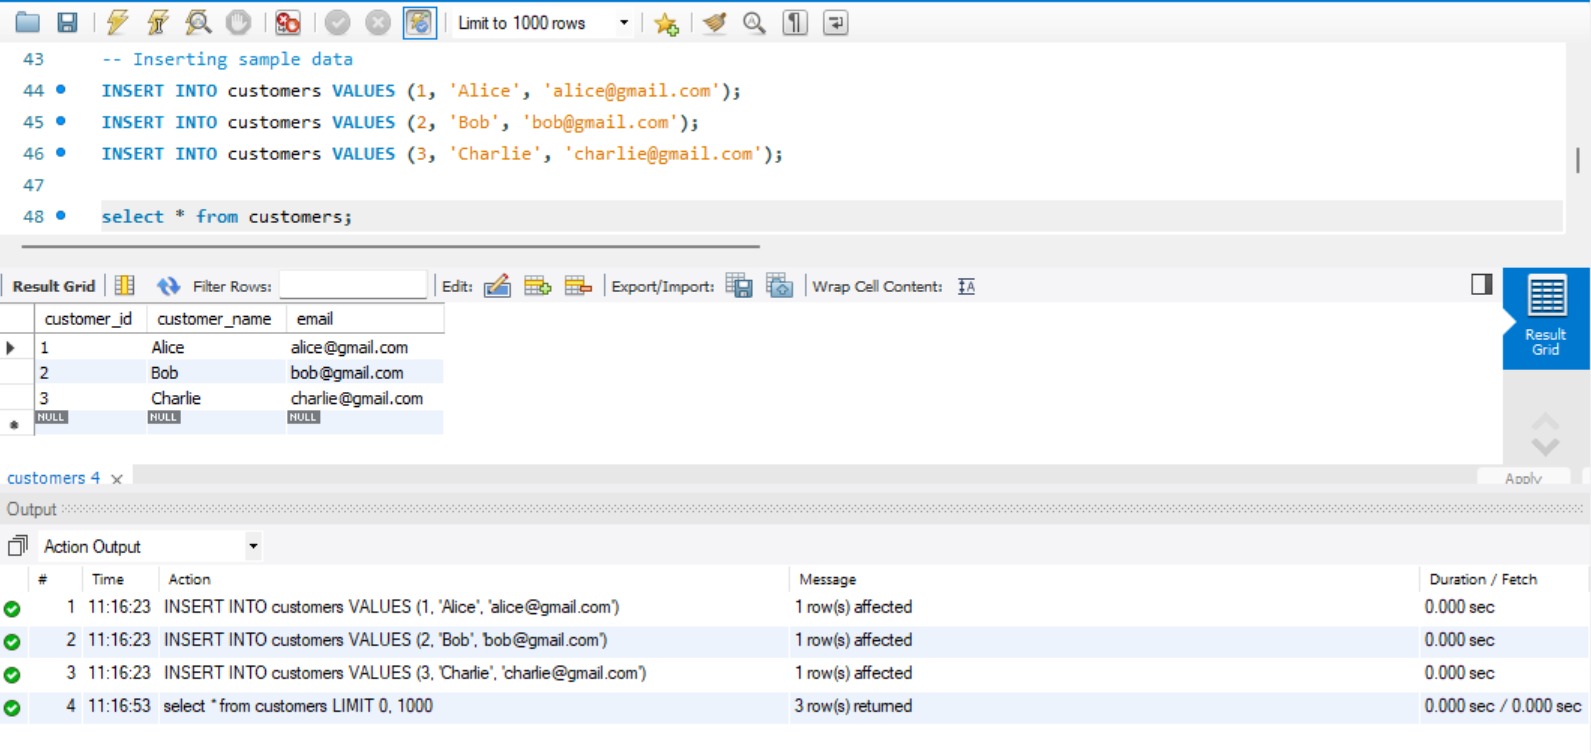 Limit to 1000 rows
43 -- Inserting sample data
44 INSERT INTO customers VALUES (1, 'Alice', 'alice@gmail.com');
45 INSERT INTO customers VALUES (2, 'Bob', 'bob@gmail.com');
46 INSERT INTO customers VALUES (3, 'Charlie', 'charlie@gmail.com');
47
48 select * from customers;
Result Grid Filter Rows: Edit: Export/Import: Wrap Cell Content: IA
Result
Grid
customer_id customer_name email
1 Alice alice@gmail.com
2 Bob bob@gmail.com
3 Charlie charlie@gmail.com
NULL NULL NULL
customers 4 Apply
Output
Action Output
# Time Action Message Duration / Fetch
1 11:16:23 INSERT INTO customers VALUES (1, 'Alice', 'alice@gmail.com') 1 row(s) affected 0.000 sec
2 11:16:23 INSERT INTO customers VALUES (2, 'Bob', 'bob@gmail.com') 1 row(s) affected 0.000 sec
3 11:16:23 INSERT INTO customers VALUES (3, 'Charlie', 'charlie@gmail.com') 1 row(s) affected 0.000 sec
4 11:16:53 select * from customers LIMIT 0, 1000 3 row(s) returned 0.000 sec / 0.000 sec